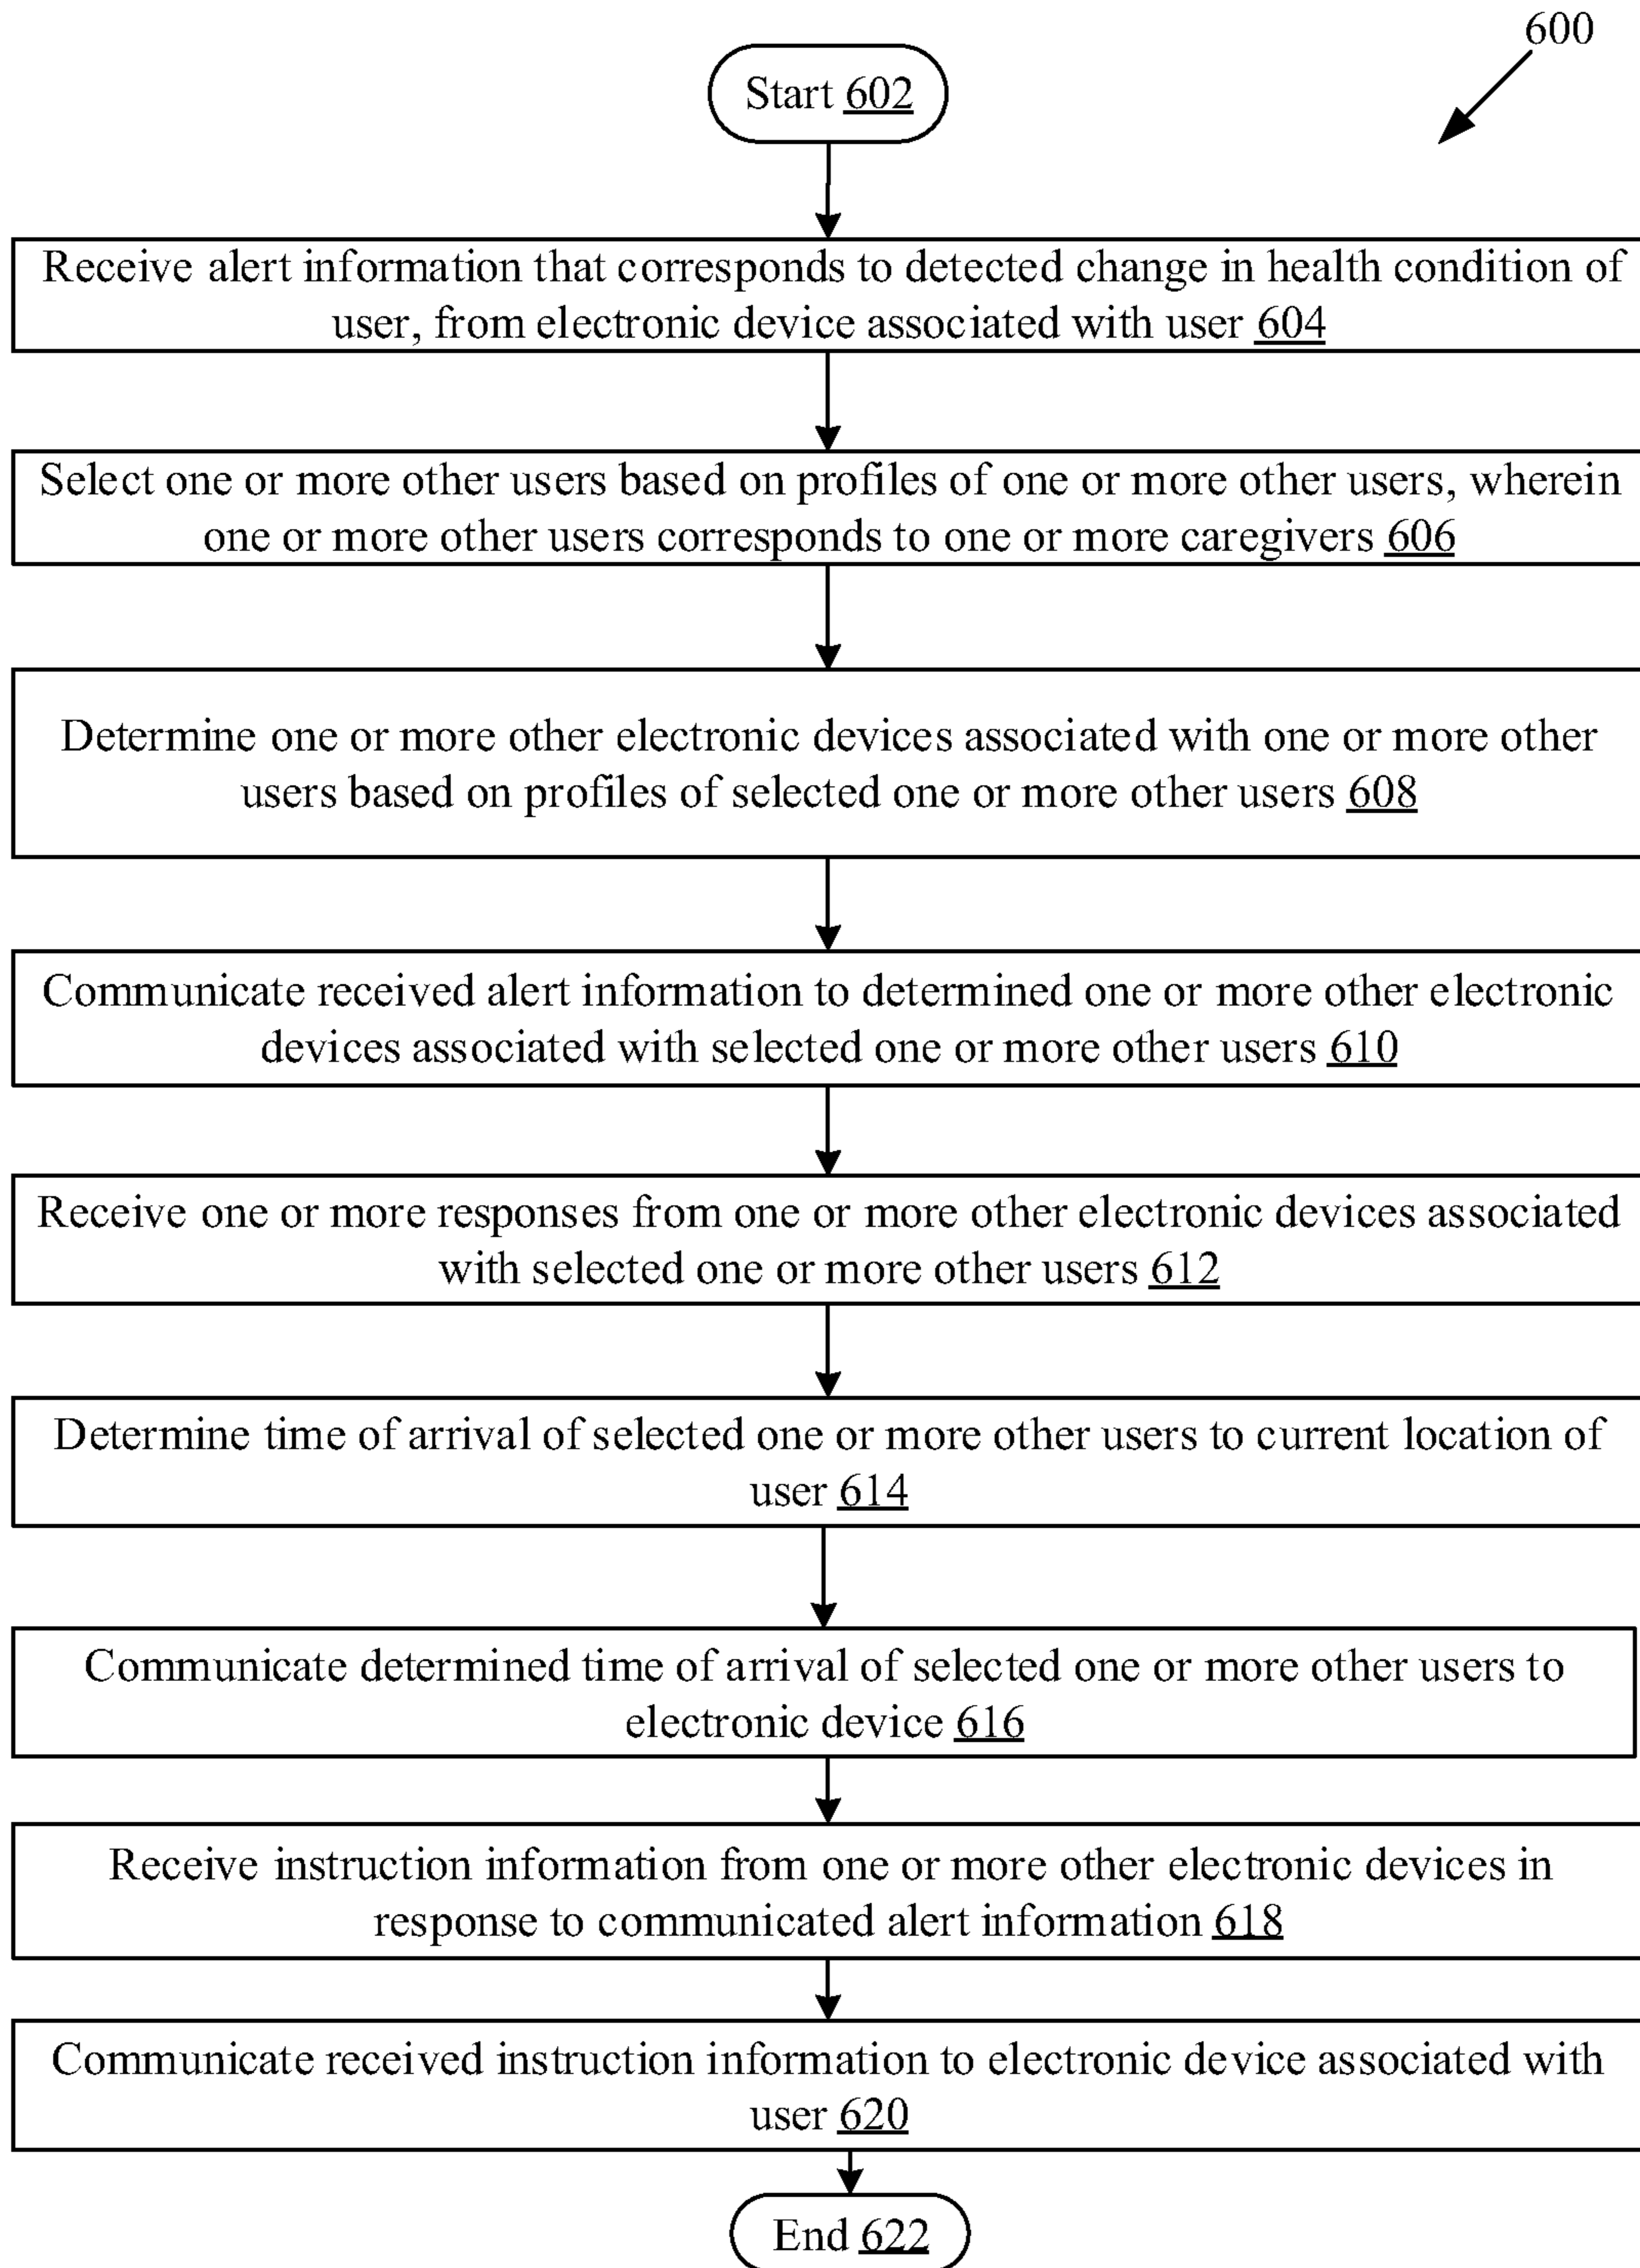 600
Start 602
Receive alert information that corresponds to detected change in health condition of
user, from electronic device associated with user 604
Select one or more other users based on profiles of one or more other users, wherein
one or more other users corresponds to one or more caregivers 606
Determine one or more other electronic devices associated with one or more other
users based on profiles of selected one or more other users 608
Communicate received alert information to determined one or more other electronic
devices associated with selected one or more other users 610
Receive one or more responses from one or more other electronic devices associated
with selected one or more other users 612
Determine time of arrival of selected one or more other users to current location of
user 614
Communicate determined time of arrival of selected one or more other users to
electronic device 616
Receive instruction information from one or more other electronic devices in
response to communicated alert information 618
Communicate received instruction information to electronic device associated with
user 620
End 622